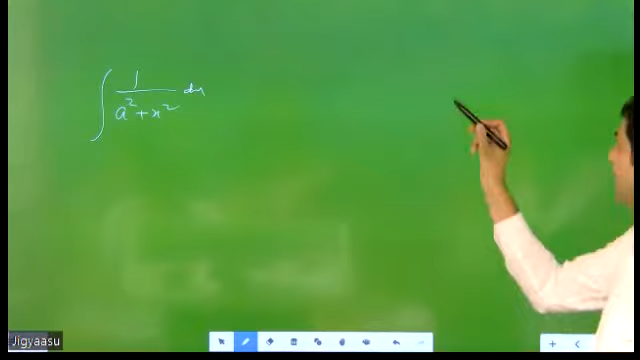 ∫ 1/(a² + x²) dx
Jigyaasu